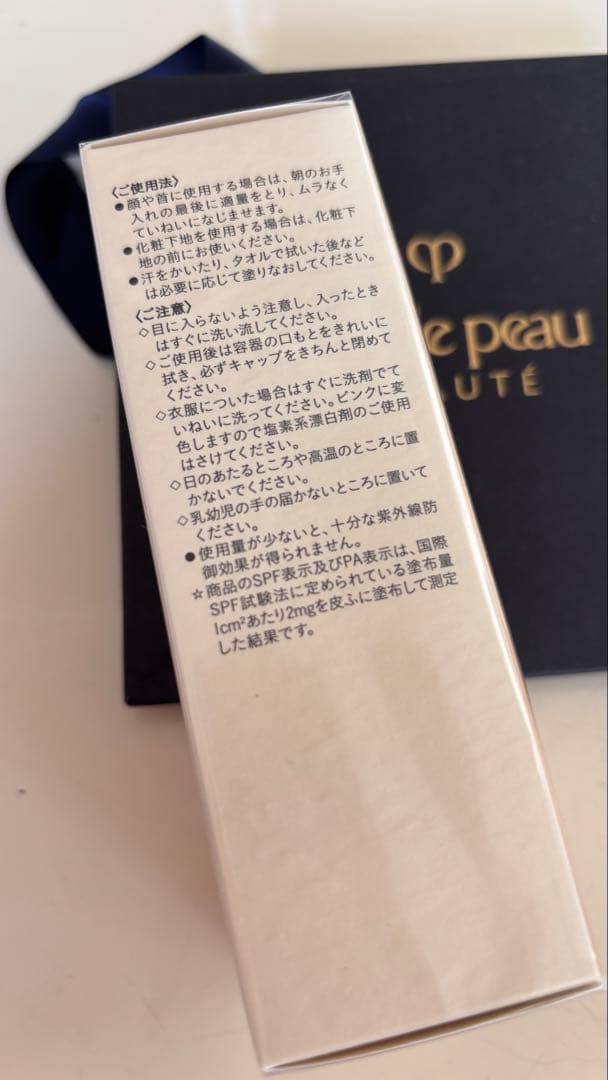 〈ご使用法〉
●顔や首に使用する場合は、朝のお手
入れの最後に適量をとり、ムラなく
ていねいになじませます。
●化粧下地を使用する場合は、化粧下
地の前にお使いください。
●汗をかいたり、タオルで拭いた後など
は必要に応じて塗りなおしてください。
〈ご注意〉
◇目に入らないよう注意し、入ったとき
はすぐに洗い流してください。
◇ご使用後は容器の口もとをきれいに
拭き、必ずキャップをきちんと閉めて
ください。
◇衣服についた場合はすぐに洗剤でて
いねいに洗ってください。ピンクに変
色しますので塩素系漂白剤のご使用
はさけてください。
◇日のあたるところや高温のところに置
かないでください。
◇乳幼児の手の届かないところに置いて
ください。
●使用量が少ないと、十分な紫外線防
御効果が得られません。
☆商品のSPF表示及びPA表示は、国際
SPF試験法に定められている塗布量
1cm²あたり2mgを皮ふに塗布して測定
した結果です。
de peau
UTÉ